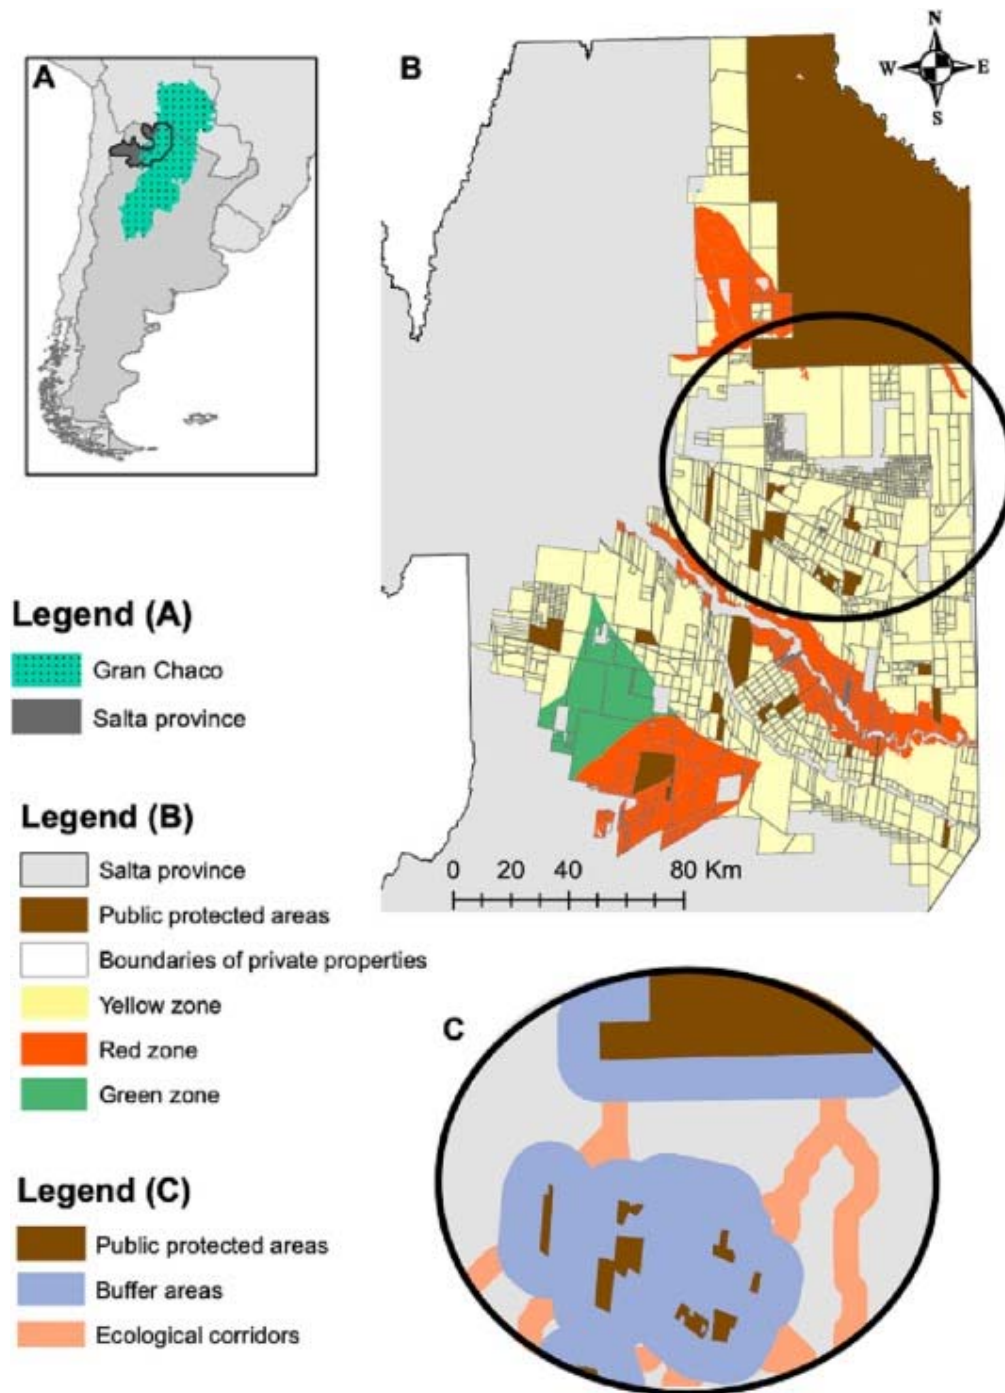 A
B
N
W E
S
Legend (A)
Gran Chaco
Salta province
Legend (B)
Salta province
Public protected areas
Boundaries of private properties
Yellow zone
Red zone
Green zone
0 20 40 80 Km
C
Legend (C)
Public protected areas
Buffer areas
Ecological corridors